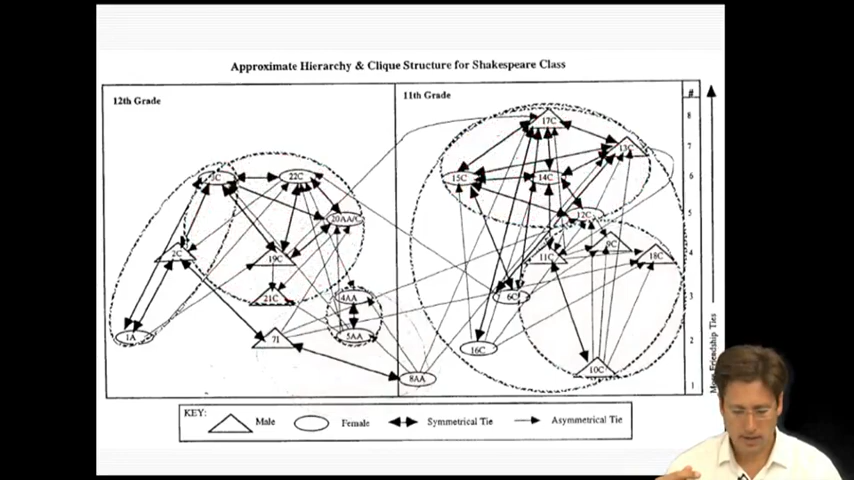 Approximate Hierarchy & Clique Structure for Shakespeare Class
12th Grade
11th Grade
#
8
17C
7
13C
3C
22C
15C
14C
6
20AA/C
12C
5
2C
19C
11C
9C
18C
4
21C
4AA
6C
3
1A
7I
5AA
16C
2
8AA
10C
1
More Friendship Ties
KEY:
Male
Female
Symmetrical Tie
Asymmetrical Tie